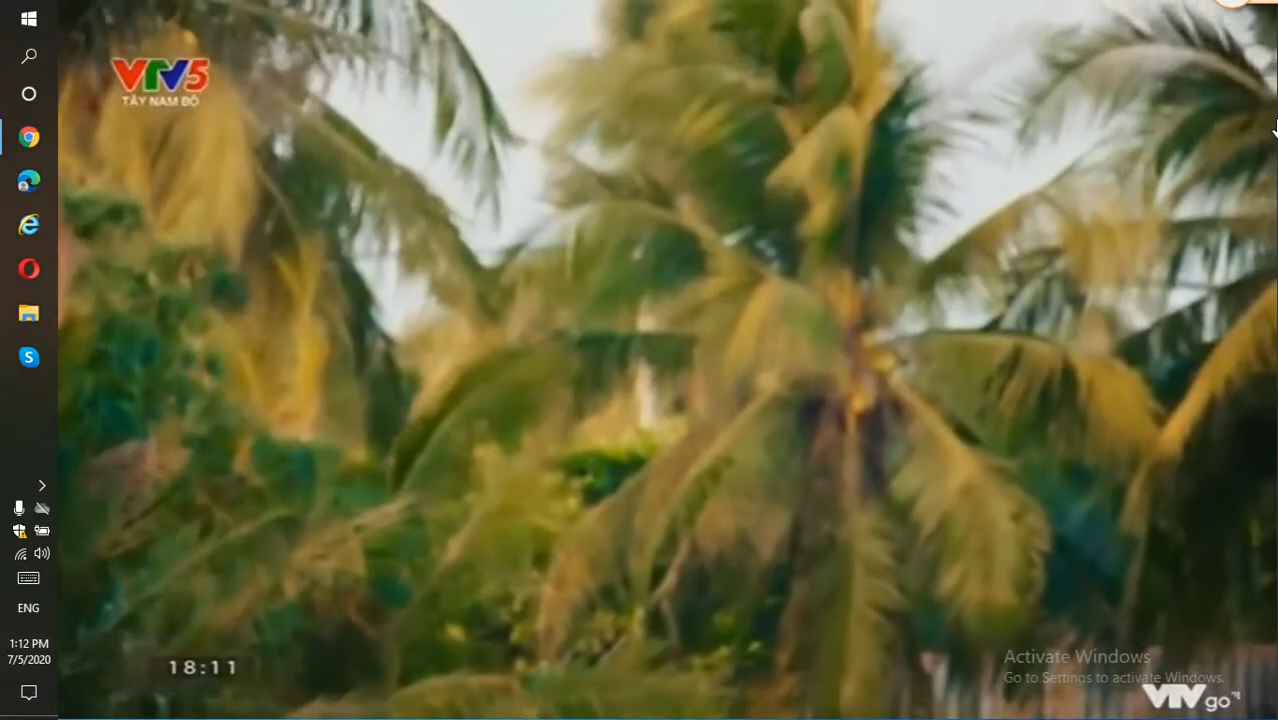 VTV5
TÂY NAM BỘ
ENG
1:12 PM
7/5/2020
18:11
Activate Windows
Go to Settings to activate Windows.
VTVgo